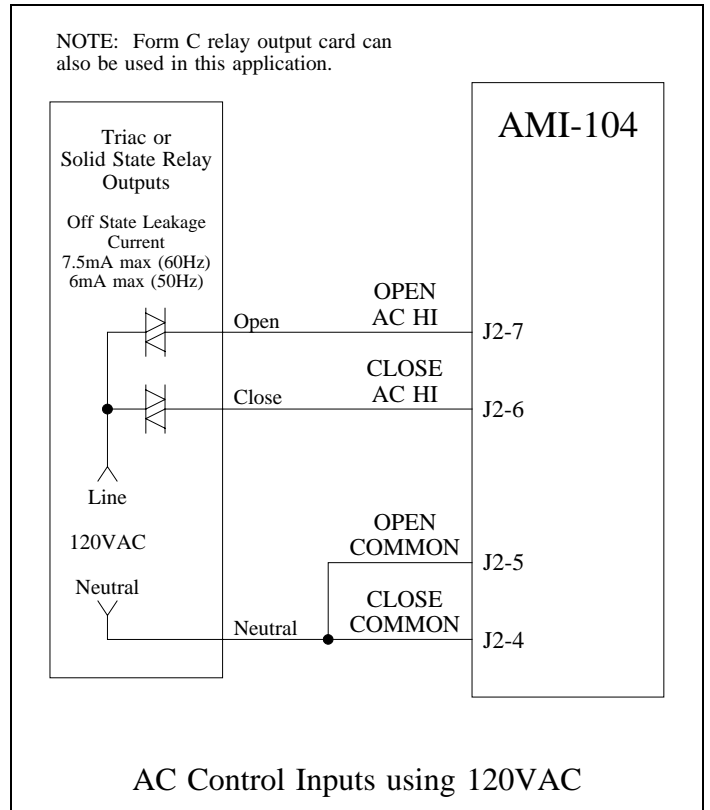 NOTE: Form C relay output card can
also be used in this application.
AMI-104
Triac or
Solid State Relay
Outputs
Off State Leakage
Current
7.5mA max (60Hz)
6mA max (50Hz)
Open
OPEN
AC HI
J2-7
Close
CLOSE
AC HI
J2-6
Line
120VAC
OPEN
COMMON
J2-5
Neutral
Neutral
CLOSE
COMMON
J2-4
AC Control Inputs using 120VAC